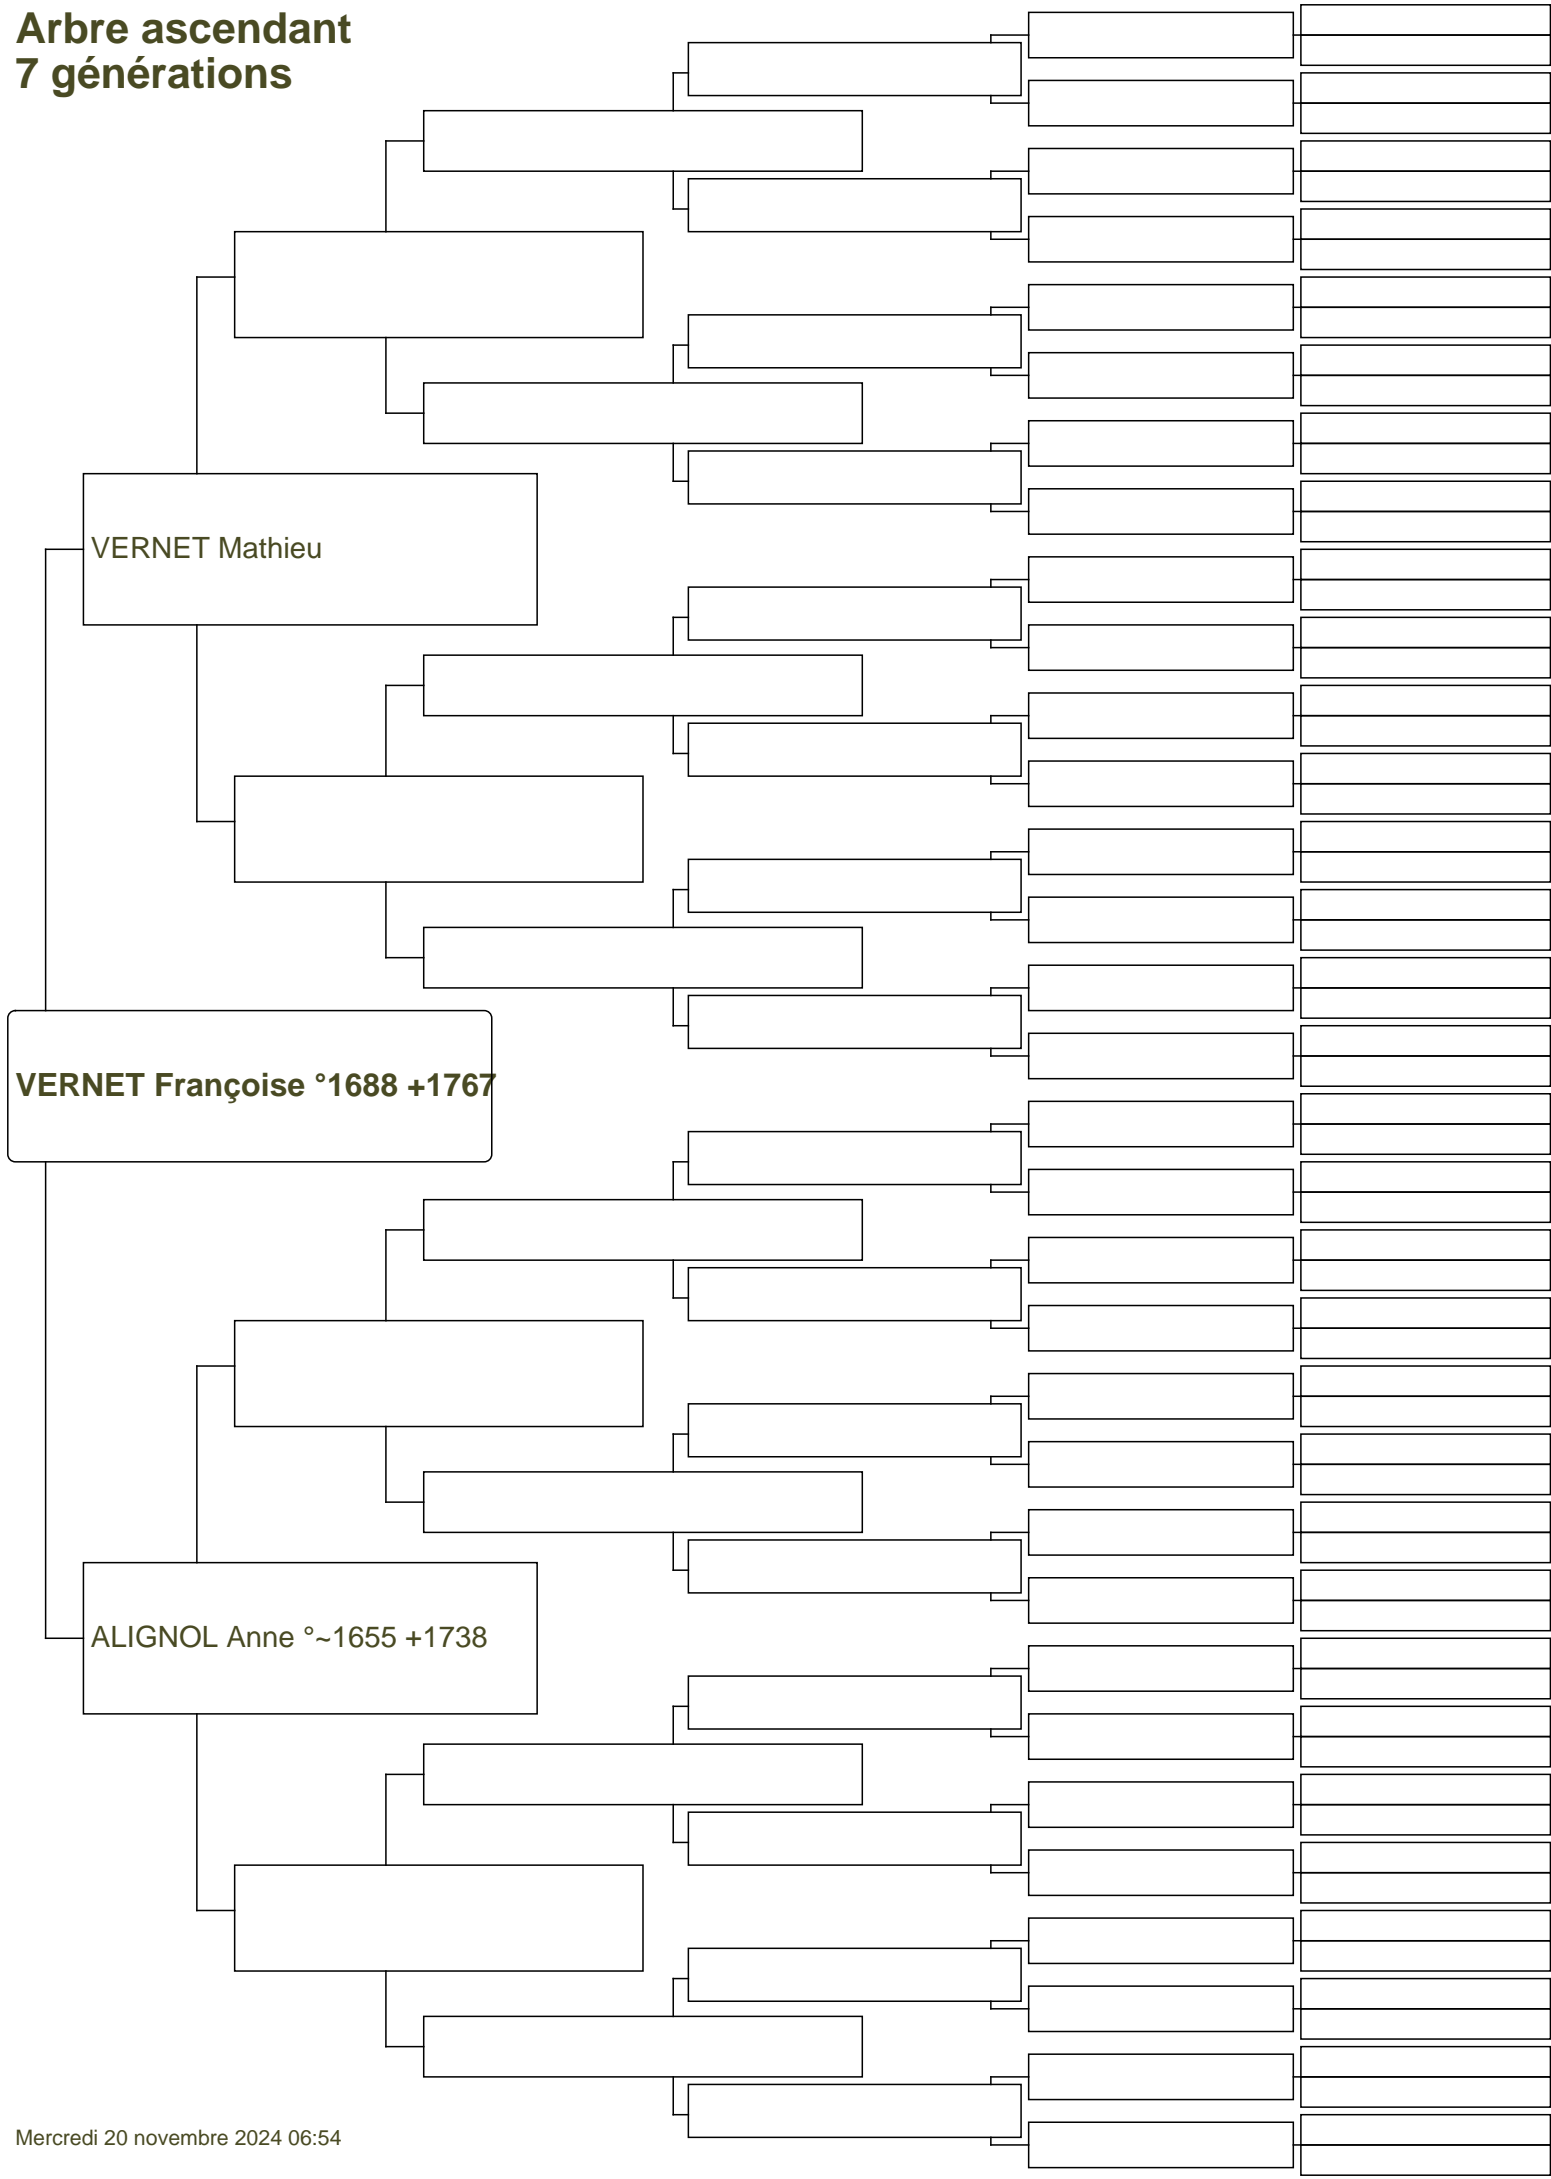 Arbre ascendant
7 générations
VERNET Mathieu
VERNET Françoise °1688 +1767
ALIGNOL Anne °~1655 +1738
Mercredi 20 novembre 2024 06:54